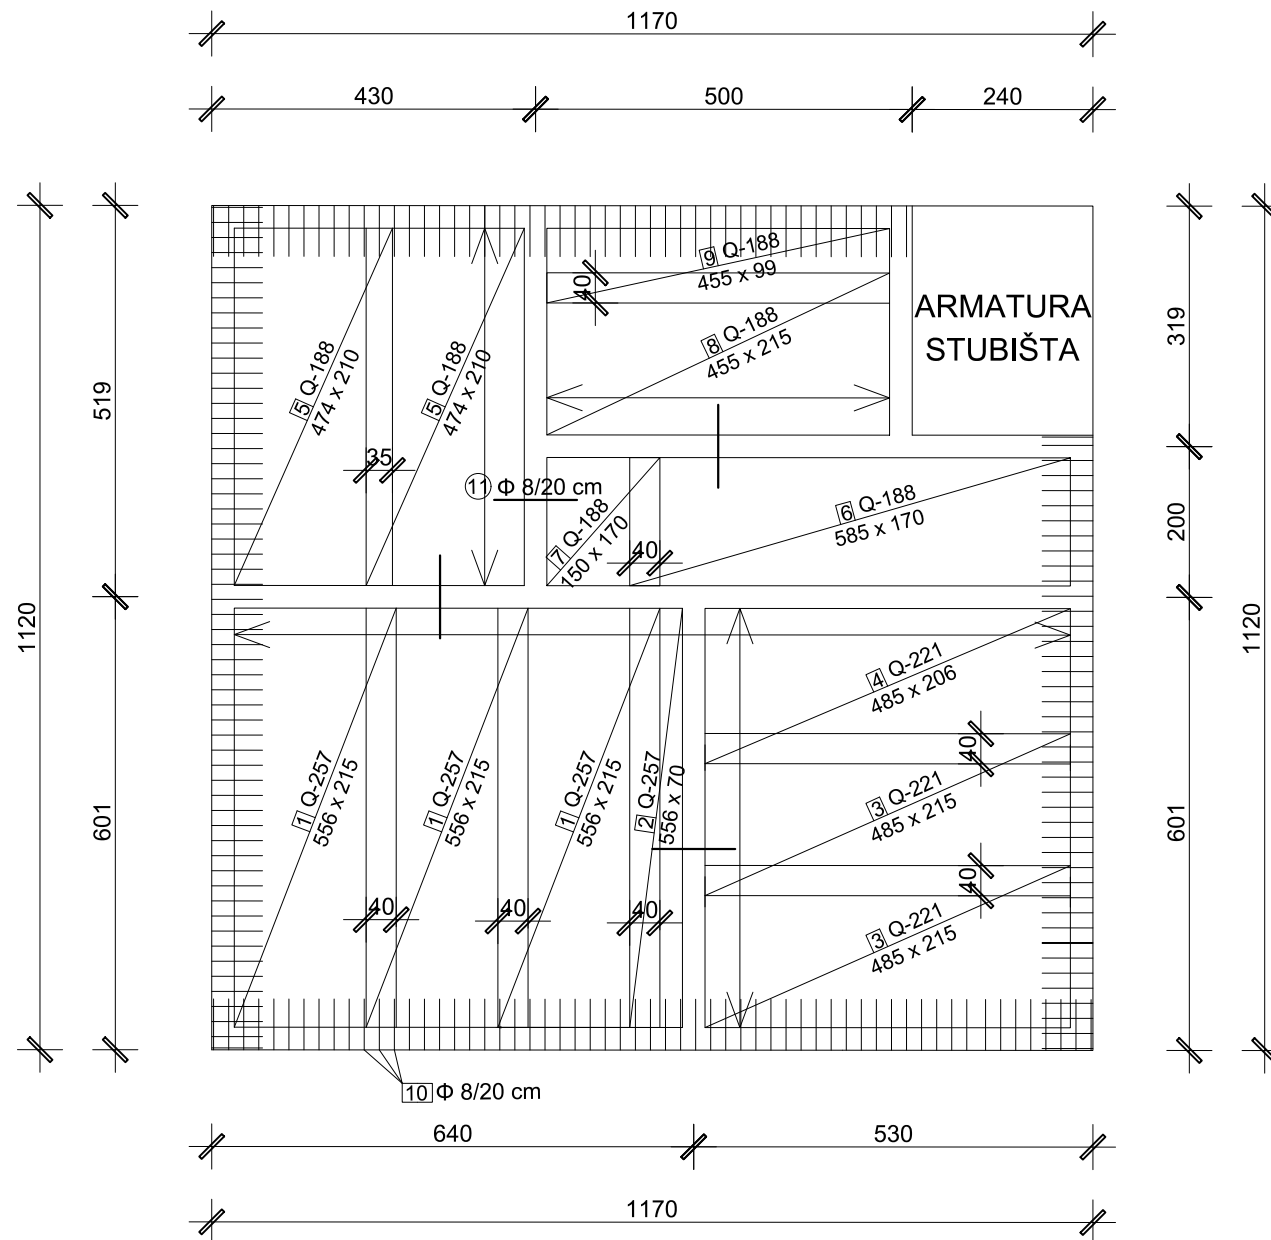 1170
430
500
240
1120
519
601
319
200
601
1120
9 Q-188
455 x 99
40
8 Q-188
455 x 215
ARMATURA
STUBIŠTA
5 Q-188
474 x 210
5 Q-188
474 x 210
35
11 Φ 8/20 cm
7 Q-188
150 x 170
40
6 Q-188
585 x 170
1 Q-257
556 x 215
1 Q-257
556 x 215
1 Q-257
556 x 215
2 Q-257
556 x 70
40
40
40
4 Q-221
485 x 206
40
3 Q-221
485 x 215
40
3 Q-221
485 x 215
10 Φ 8/20 cm
640
530
1170